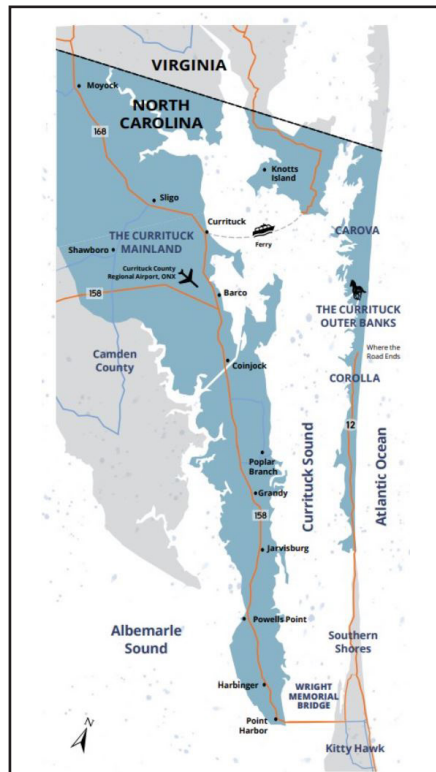 VIRGINIA
Moyock
NORTH
CAROLINA
168
Knotts
Island
Sligo
Currituck
Ferry
CAROVA
THE CURRITUCK
MAINLAND
Shawboro
Currituck County
Regional Airport, ONX
158
Barco
THE CURRITUCK
OUTER BANKS
Where the
Road Ends
Camden
County
Coinjock
COROLLA
12
Poplar
Branch
Grandy
Currituck Sound
Atlantic Ocean
158
Jarvisburg
Powells Point
Albemarle
Sound
Southern
Shores
Harbinger
WRIGHT
MEMORIAL
BRIDGE
Point
Harbor
Kitty Hawk
N